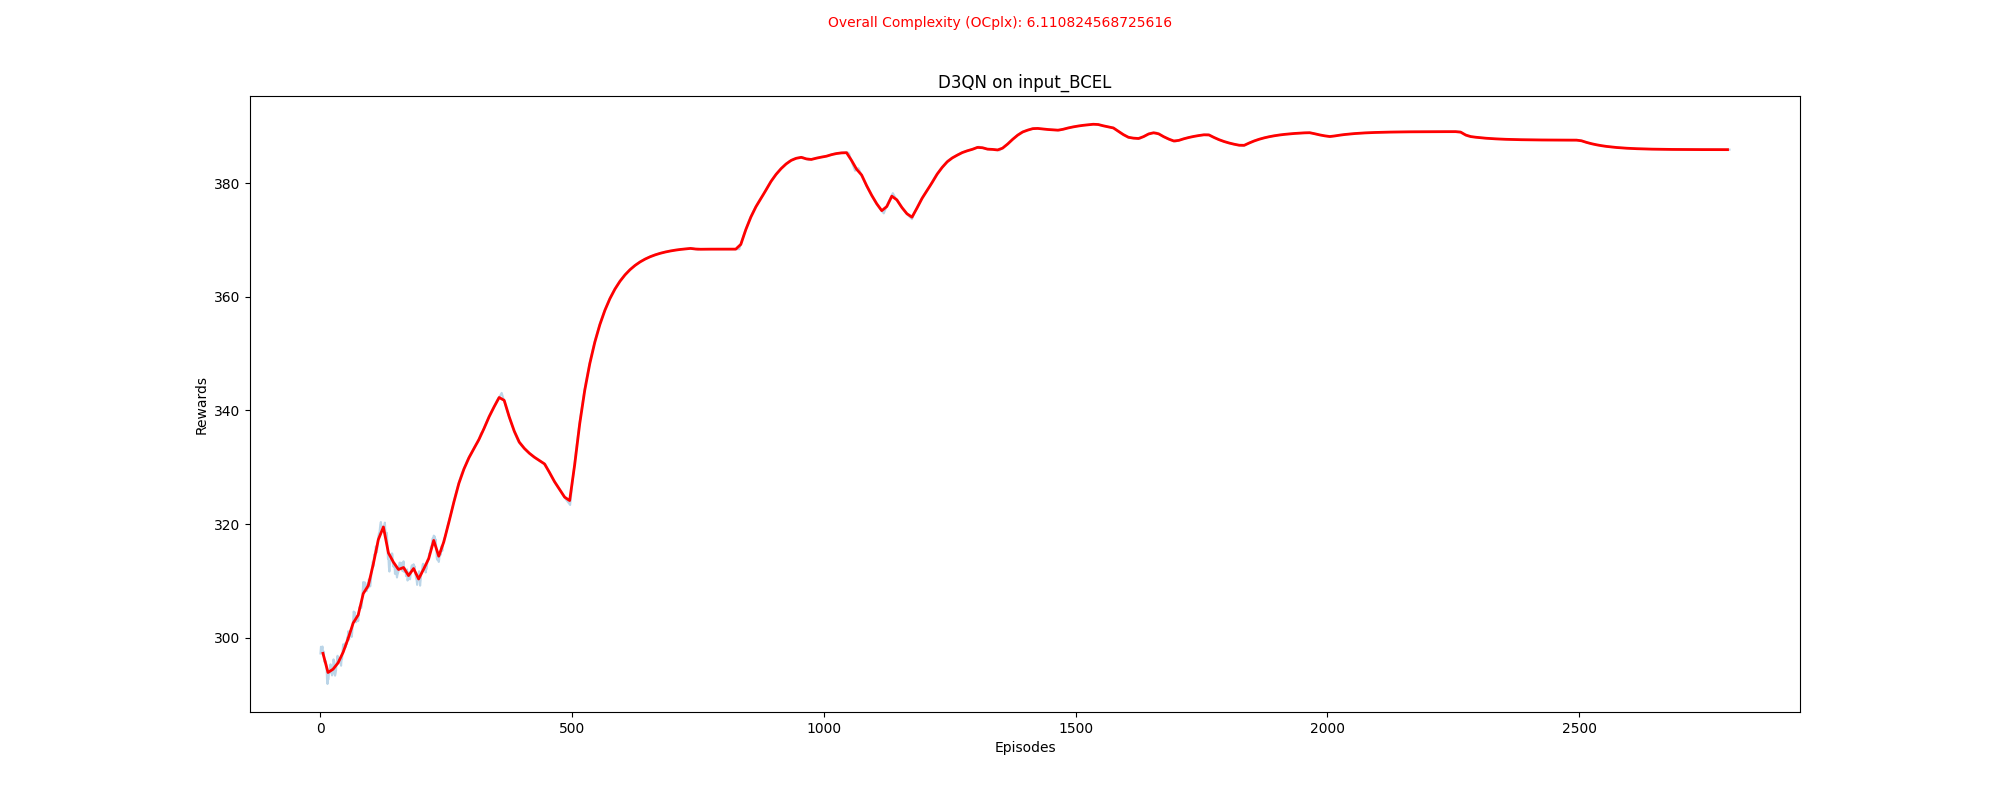 Overall Complexity (OCplx): 6.110824568725616
D3QN on input_BCEL
Rewards
380
360
340
320
300
0 500 1000 1500 2000 2500
Episodes